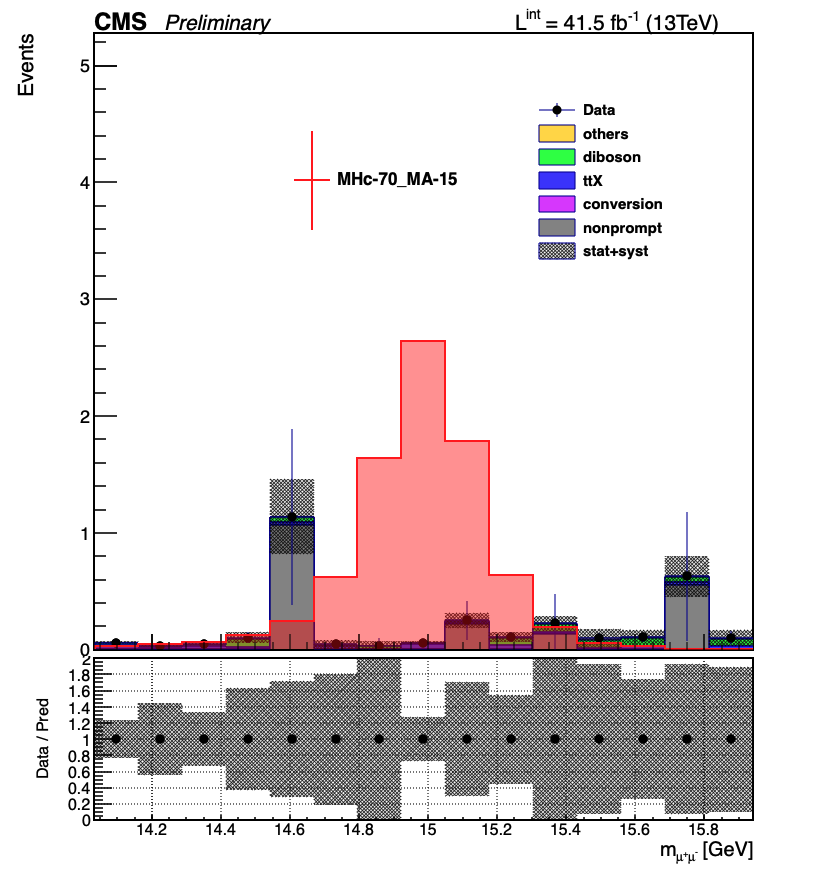 CMS Preliminary L^int = 41.5 fb^-1 (13TeV)
Events
5
4
3
2
1
0
MHc-70_MA-15
Data
others
diboson
ttX
conversion
nonprompt
stat+syst
Data / Pred
2
1.8
1.6
1.4
1.2
1
0.8
0.6
0.4
0.2
0
14.2 14.4 14.6 14.8 15 15.2 15.4 15.6 15.8
m_μ⁺μ⁻ [GeV]